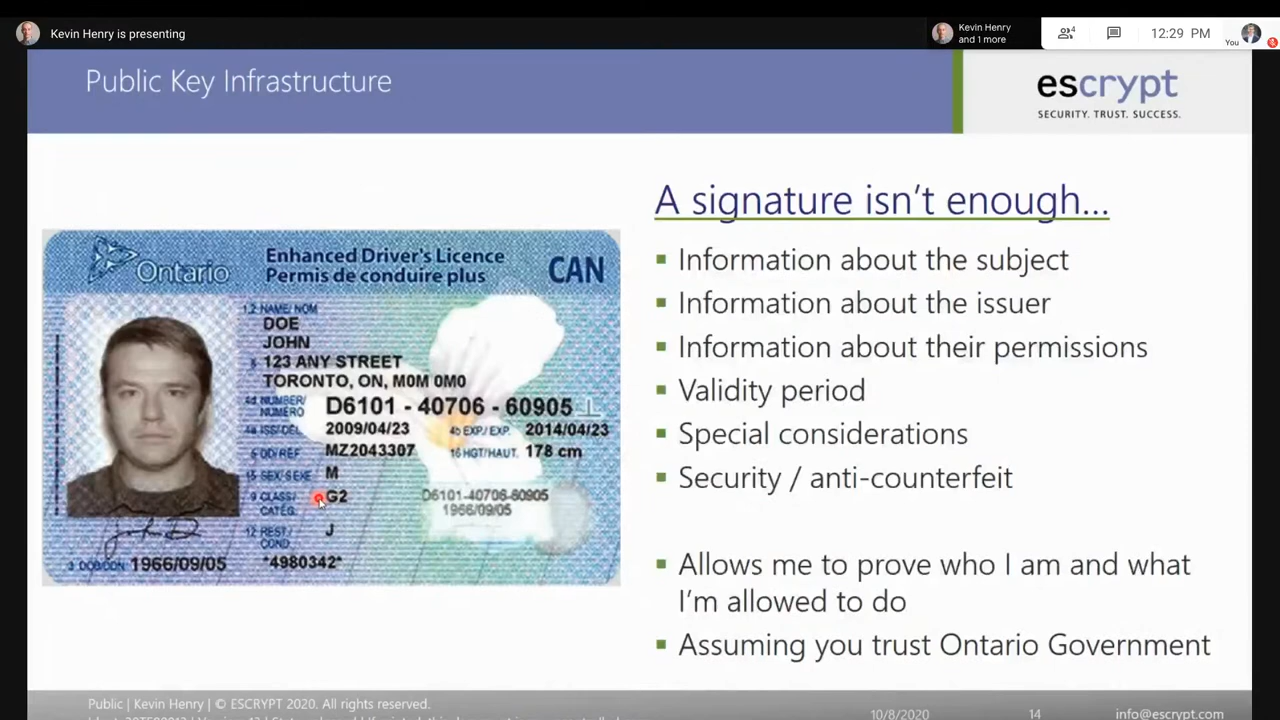 Kevin Henry is presenting
Kevin Henry
and 1 more
4
12:29 PM
You
Public Key Infrastructure
escrypt
SECURITY. TRUST. SUCCESS.
Ontario
Enhanced Driver's Licence
Permis de conduire plus
CAN
1,2 NAME/NOM
DOE
JOHN
8 123 ANY STREET
TORONTO, ON, M0M 0M0
4d NUMBER/
NUMÉRO
D6101 - 40706 - 60905
4a ISS/DÉL 2009/04/23 4b EXP./EXP. 2014/04/23
5 DD/REF MZ2043307 16 HGT/HAUT. 178 cm
15 SEX/SEXE M
9 CLASS/
CATÉG.
G2
D6101-40706-60905
1966/09/05
12 REST./
COND
J
John D
3 DOB/DDN 1966/09/05
*4980342*
A signature isn't enough...
Information about the subject
Information about the issuer
Information about their permissions
Validity period
Special considerations
Security / anti-counterfeit
Allows me to prove who I am and what
I'm allowed to do
Assuming you trust Ontario Government
Public | Kevin Henry | © ESCRYPT 2020. All rights reserved.
10/8/2020
14
info@escrypt.com